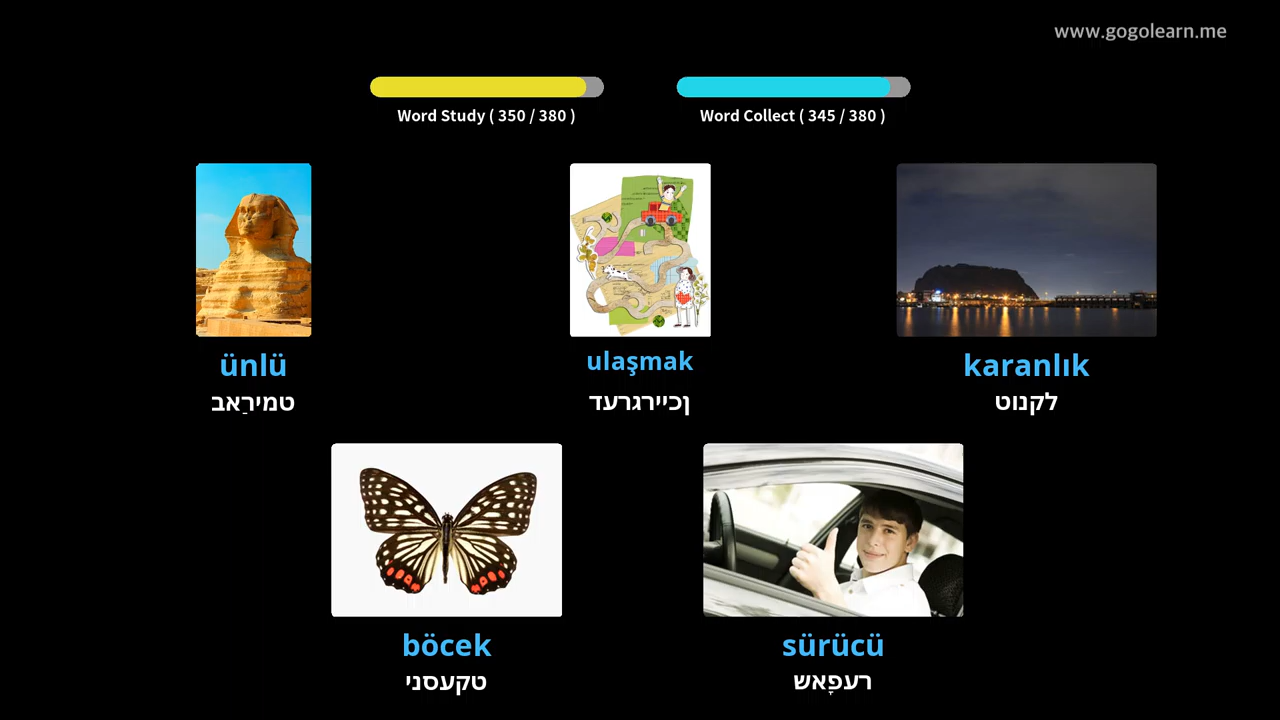 www.gogolearn.me
Word Study ( 350 / 380 )
Word Collect ( 345 / 380 )
ünlü
ulaşmak
karanlık
טמירַאב
ןכיירגרעד
לקנוט
böcek
sürücü
טקעסני
רעפָאש